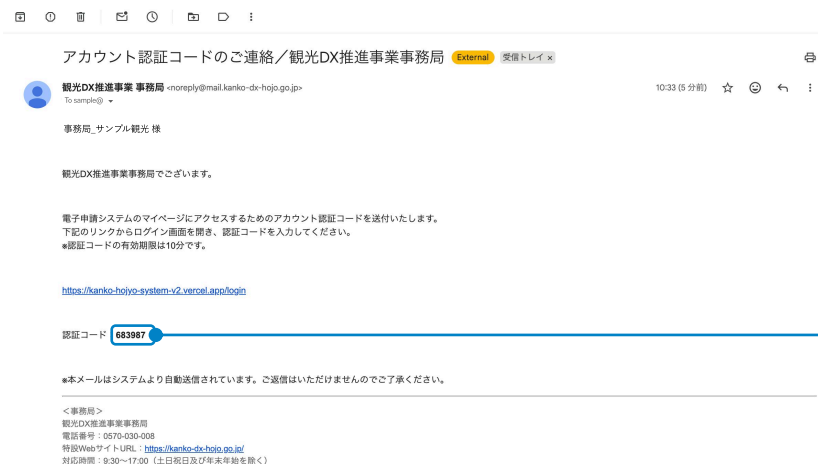 アカウント認証コードのご連絡／観光DX推進事業事務局 External 受信トレイ ×
観光DX推進事業 事務局 <noreply@mail.kanko-dx-hojo.go.jp> 10:33 (5 分前)
To sample@
事務局_サンプル観光 様
観光DX推進事業事務局でございます。
電子申請システムのマイページにアクセスするためのアカウント認証コードを送付いたします。
下記のリンクからログイン画面を開き、認証コードを入力してください。
※認証コードの有効期限は10分です。
https://kanko-hojyo-system-v2.vercel.app/login
認証コード 683987
※本メールはシステムより自動送信されています。ご返信はいただけませんのでご了承ください。
＜事務局＞
観光DX推進事業事務局
電話番号：0570-030-008
特設WebサイトURL：https://kanko-dx-hojo.go.jp/
対応時間：9:30〜17:00（土日祝日及び年末年始を除く）